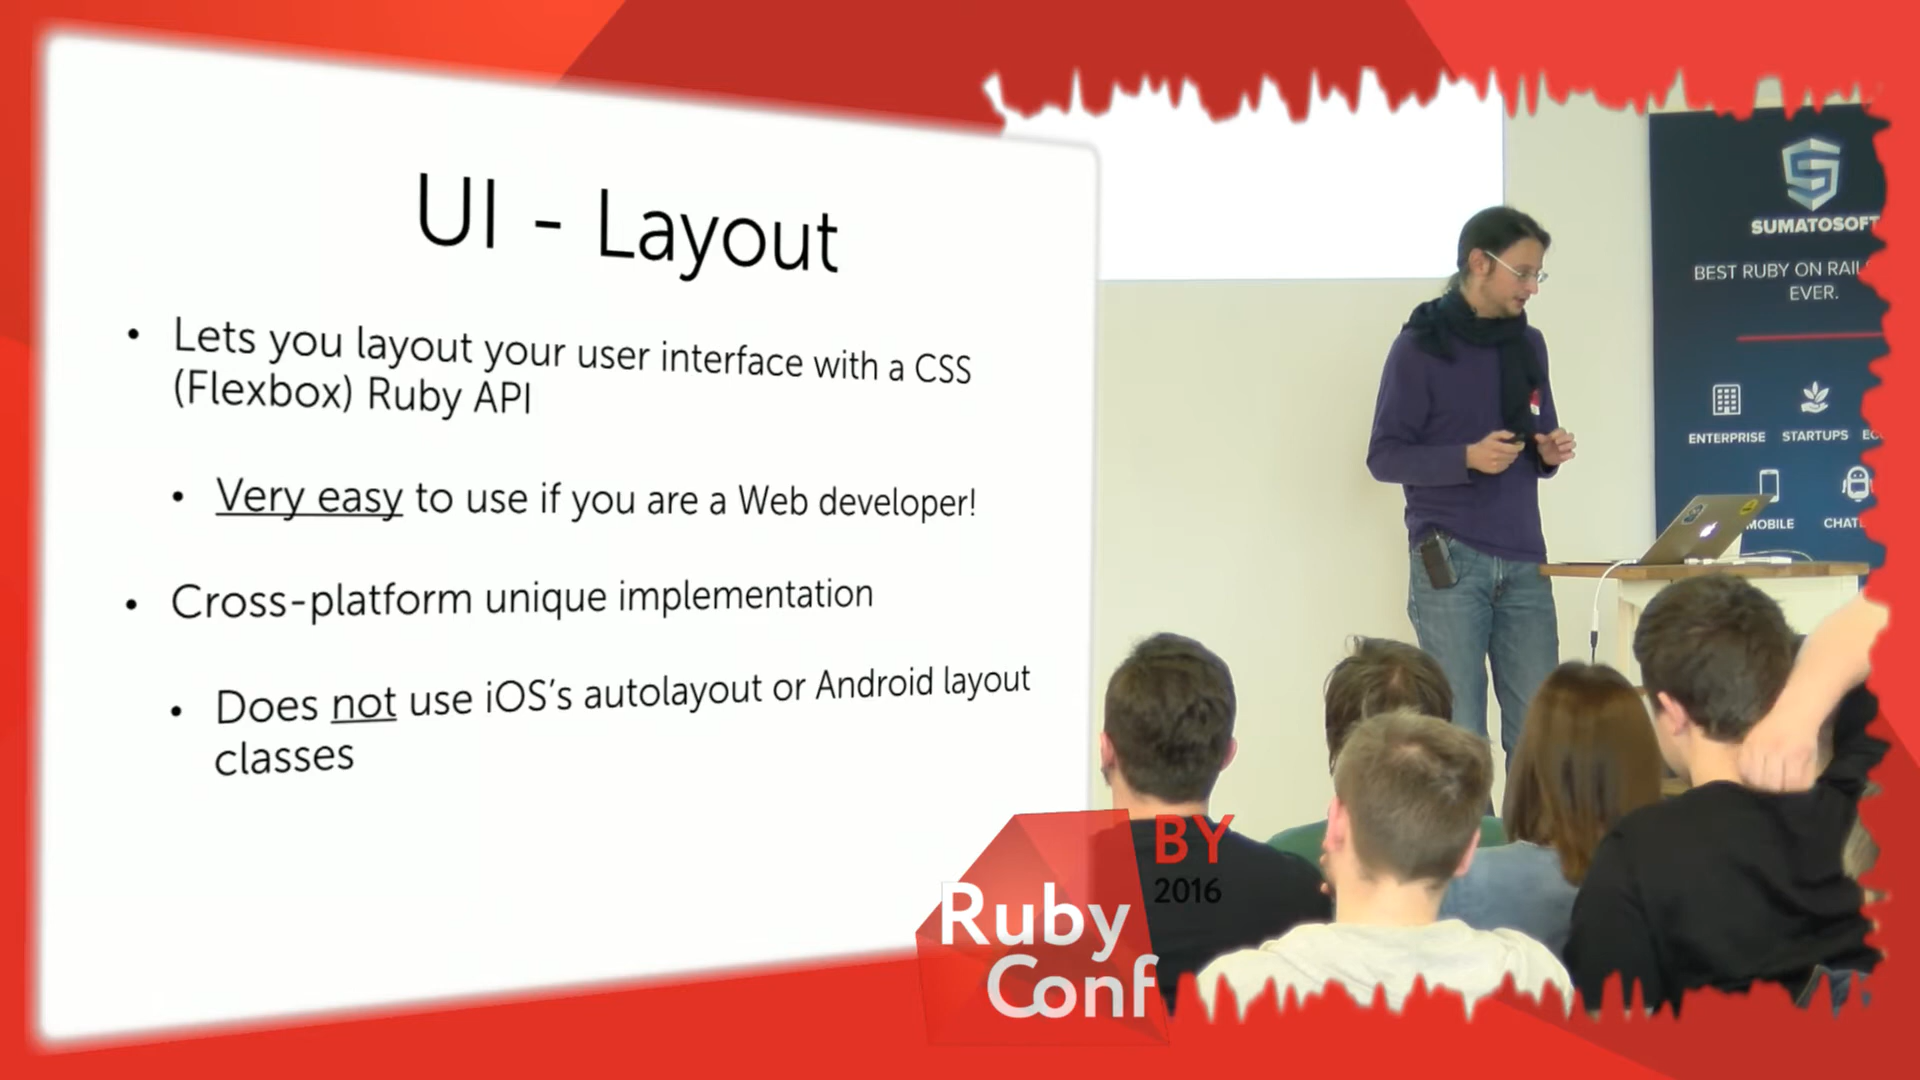 UI - Layout
• Lets you layout your user interface with a CSS
(Flexbox) Ruby API
• Very easy to use if you are a Web developer!
• Cross-platform unique implementation
• Does not use iOS's autolayout or Android layout
classes
SUMATOSOFT
BEST RUBY ON
EVER.
ENTERPRISE STARTUPS
MOBILE
BY
2016
Ruby
Conf